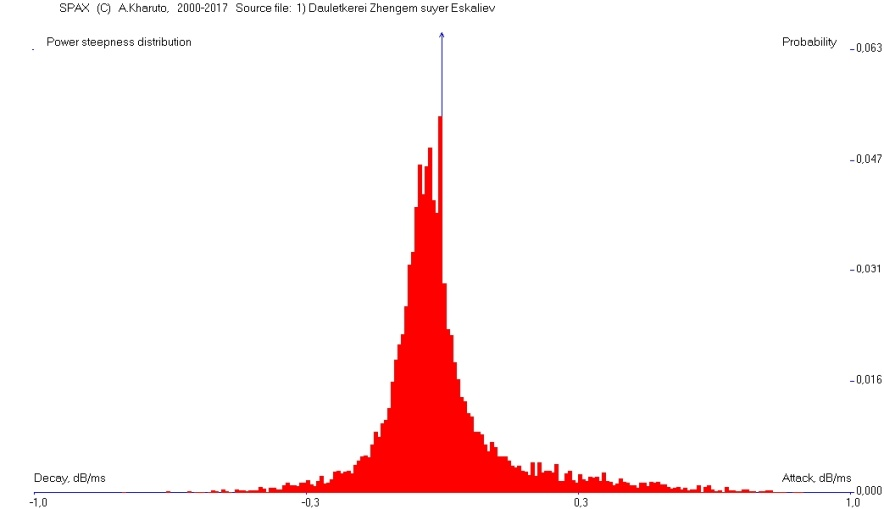 SPAX (C) A.Kharuto, 2000-2017 Source file: 1) Dauletkerei Zhengem suyer Eskaliev
Power steepness distribution Probability
0,063
0,047
0,031
0,016
Decay, dB/ms Attack, dB/ms
0,000
-1,0 -0,3 0,3 1,0